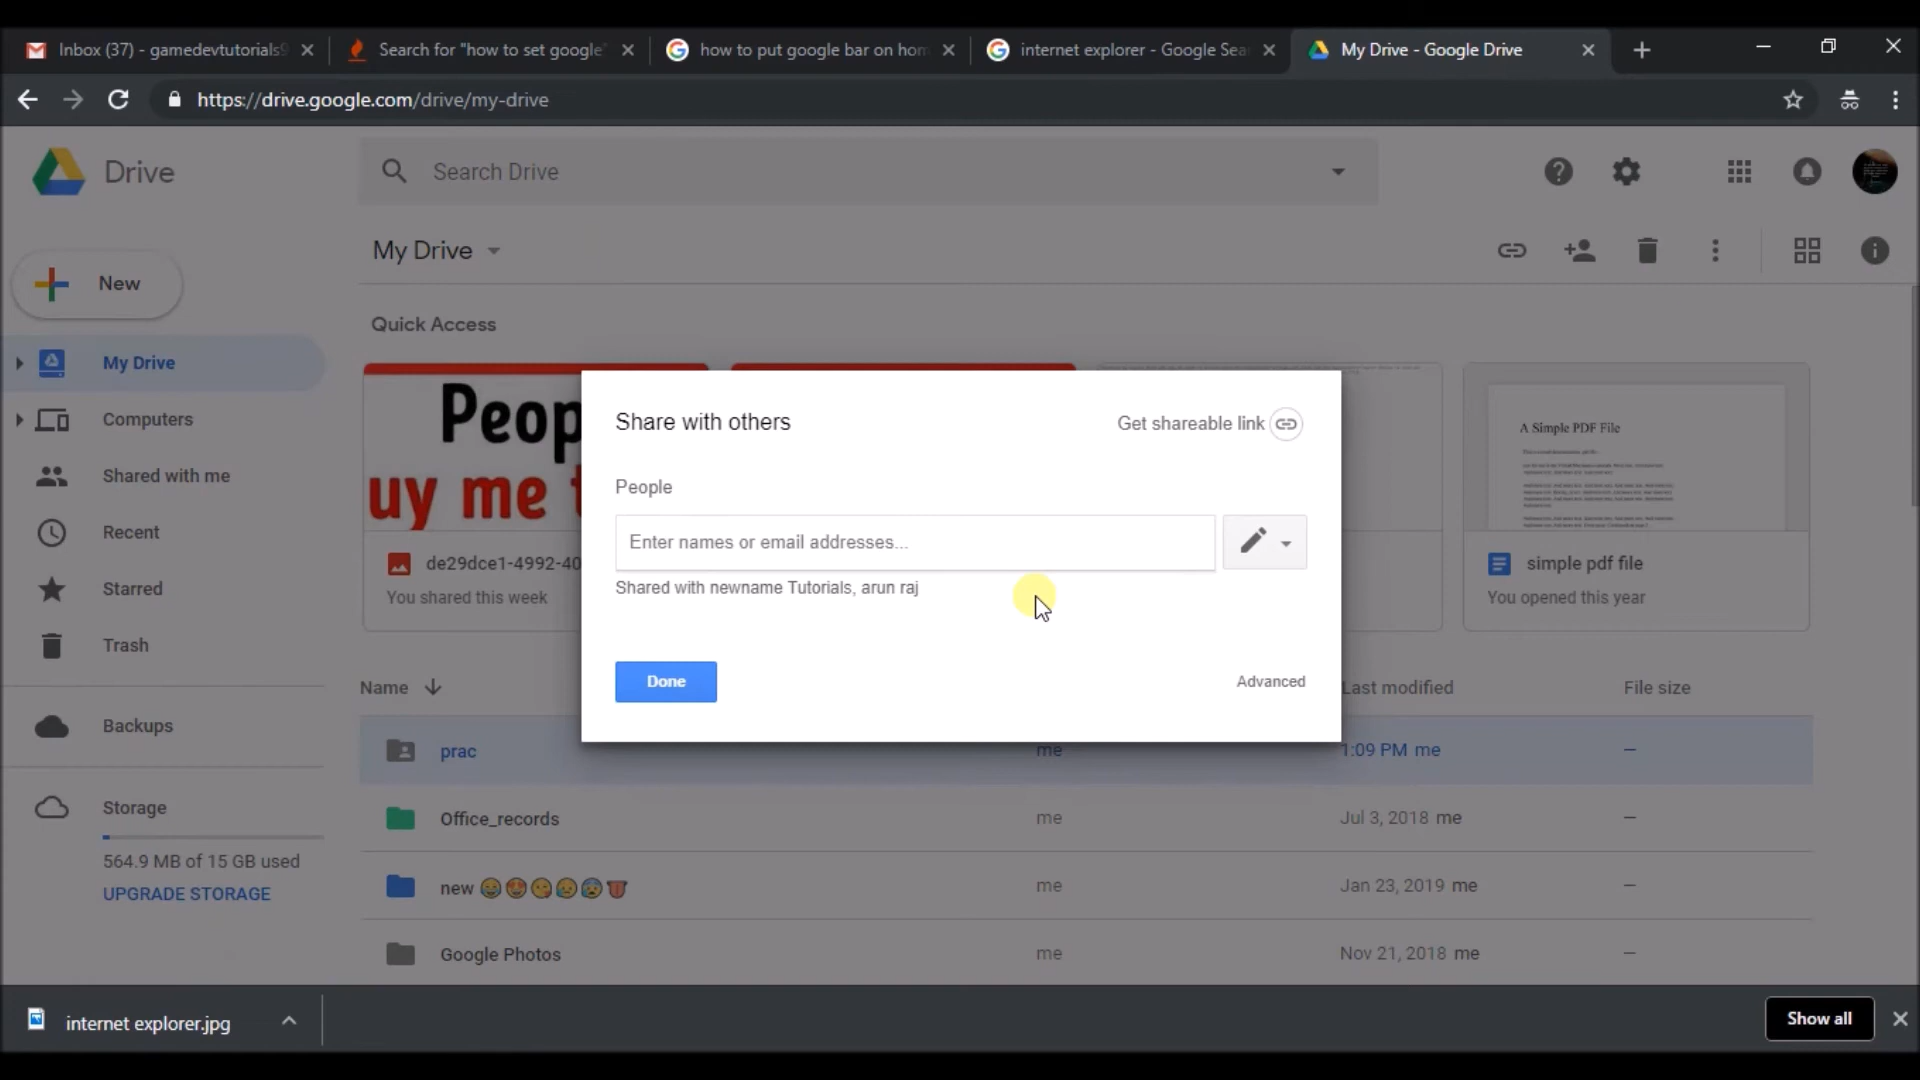 Inbox (37) - gamedevtutorials9
Search for "how to set google"
how to put google bar on hom
internet explorer - Google Sea
My Drive - Google Drive
https://drive.google.com/drive/my-drive
Drive
Search Drive
My Drive
New
Quick Access
My Drive
Computers
Shared with me
Recent
Starred
Trash
Backups
Storage
564.9 MB of 15 GB used
UPGRADE STORAGE
Peop
uy me t
de29dce1-4992-40
You shared this week
A Simple PDF File
simple pdf file
You opened this year
Share with others
Get shareable link
People
Enter names or email addresses...
Shared with newname Tutorials, arun raj
Done
Advanced
Name
Last modified
File size
prac
me
1:09 PM me
–
Office_records
me
Jul 3, 2018 me
–
new 😂😍😘😥😰👅
me
Jan 23, 2019 me
–
Google Photos
me
Nov 21, 2018 me
–
internet explorer.jpg
Show all